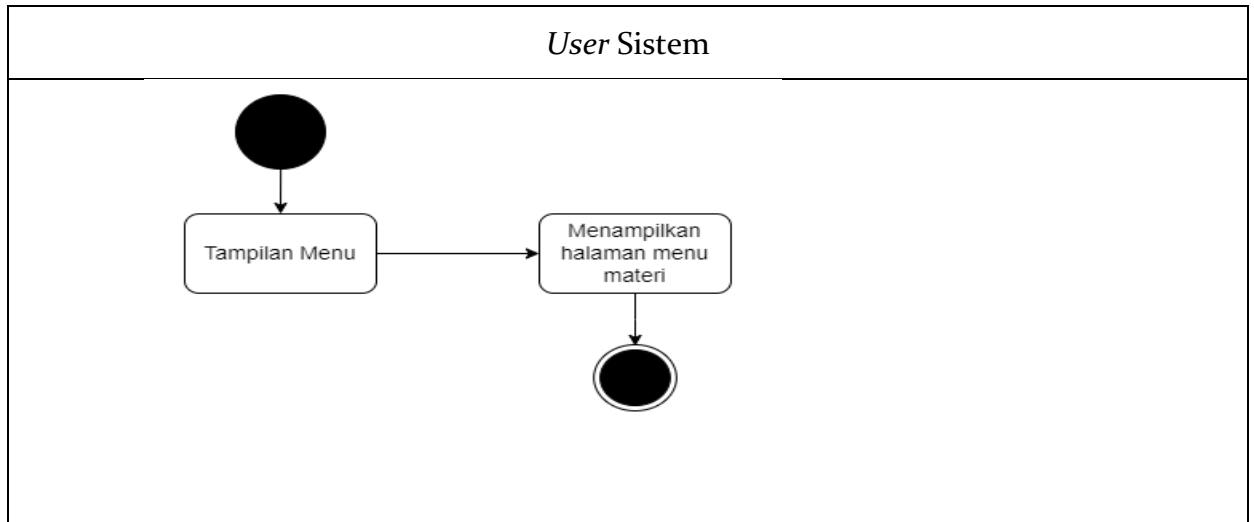 User Sistem
Tampilan Menu
Menampilkan
halaman menu
materi